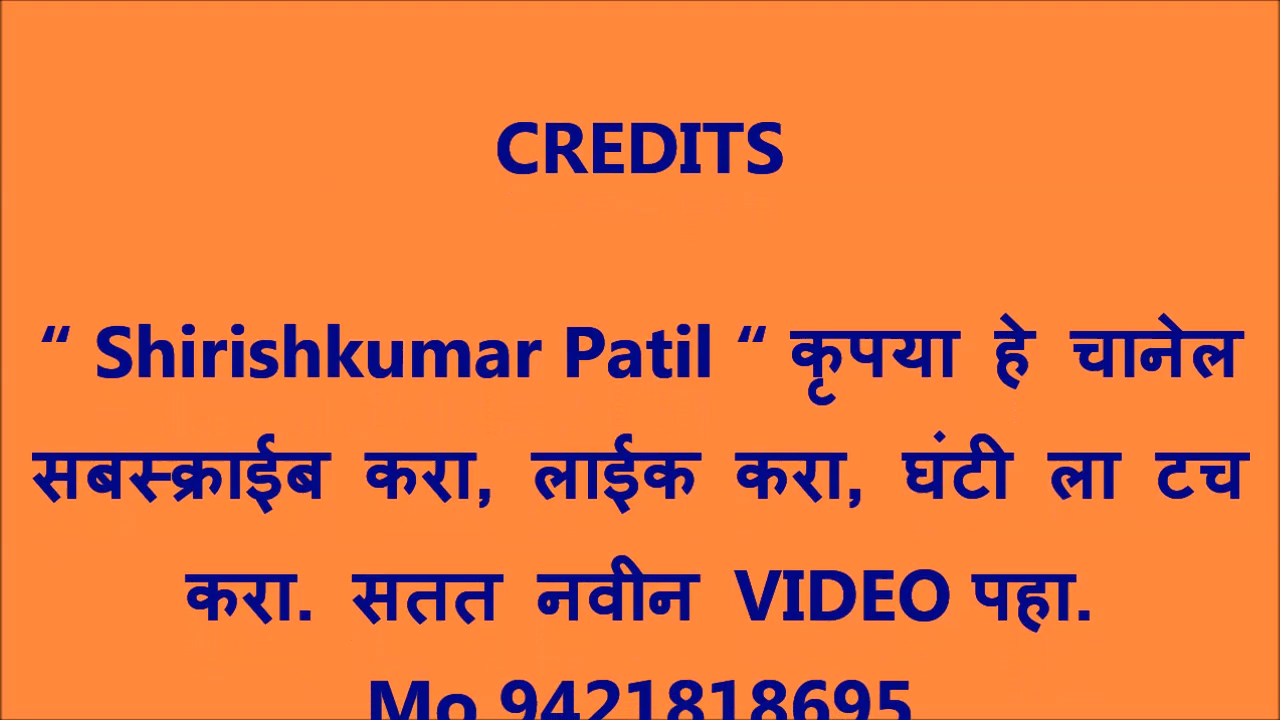 CREDITS
“ Shirishkumar Patil “ कृपया हे चानेल
सबस्क्राईब करा, लाईक करा, घंटी ला टच
करा. सतत नवीन VIDEO पहा.
Mo 9421818695